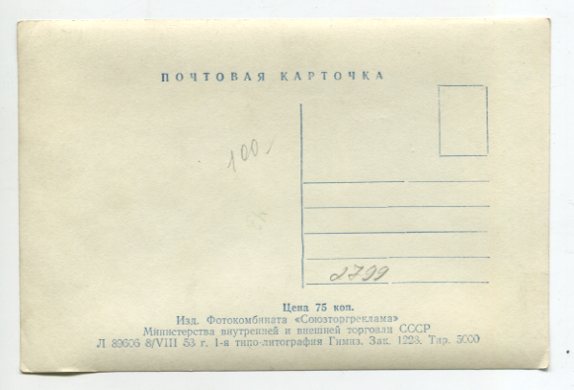 ПОЧТОВАЯ КАРТОЧКА
100-
2799
Цена 75 коп.
Изд. Фотокомбината «Союзторгреклама»
Министерства внутренней и внешней торговли СССР
Л 89606 8/VIII 53 г. 1-я типо-литография Гимиз. Зак. 1223. Тир. 5000